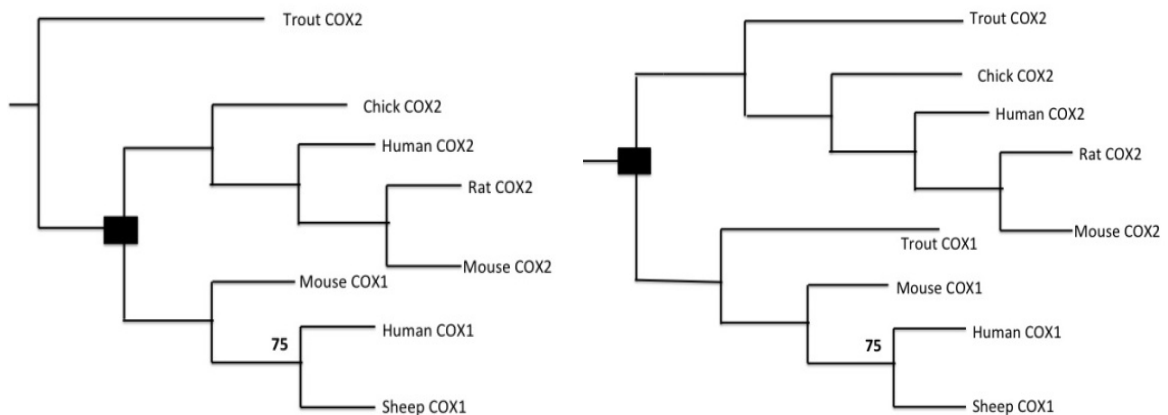 Trout COX2
Chick COX2
Human COX2
Rat COX2
Mouse COX2
Mouse COX1
75
Human COX1
Sheep COX1
Trout COX2
Chick COX2
Human COX2
Rat COX2
Mouse COX2
Trout COX1
Mouse COX1
75
Human COX1
Sheep COX1